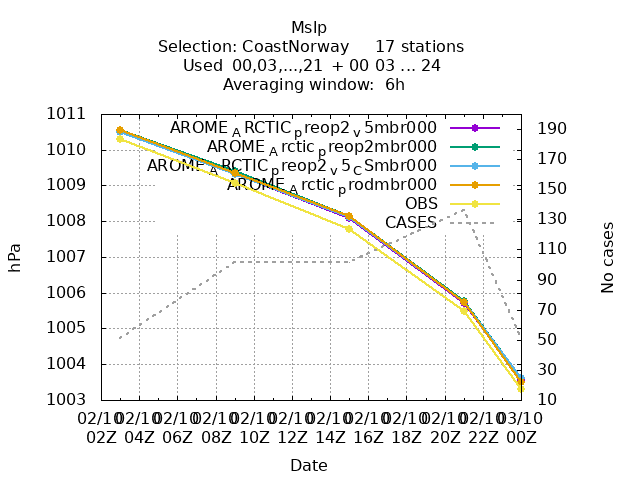 Mslp
Selection: CoastNorway 17 stations
Used 00,03,...,21 + 00 03 ... 24
Averaging window: 6h
1011
1010
1009
1008
1007
1006
1005
1004
1003
hPa
190
170
150
130
110
90
70
50
30
10
No cases
AROME_ARCTIC_preop2_v5mbr000
AROME_Arctic_preop2mbr000
AROME_ARCTIC_preop2_v5_CSmbr000
AROME_Arctic_prodmbr000
OBS
CASES
02/10 02/10 02/10 02/10 02/10 02/10 02/10 02/10 02/10 02/10 02/10 03/10
02Z 04Z 06Z 08Z 10Z 12Z 14Z 16Z 18Z 20Z 22Z 00Z
Date